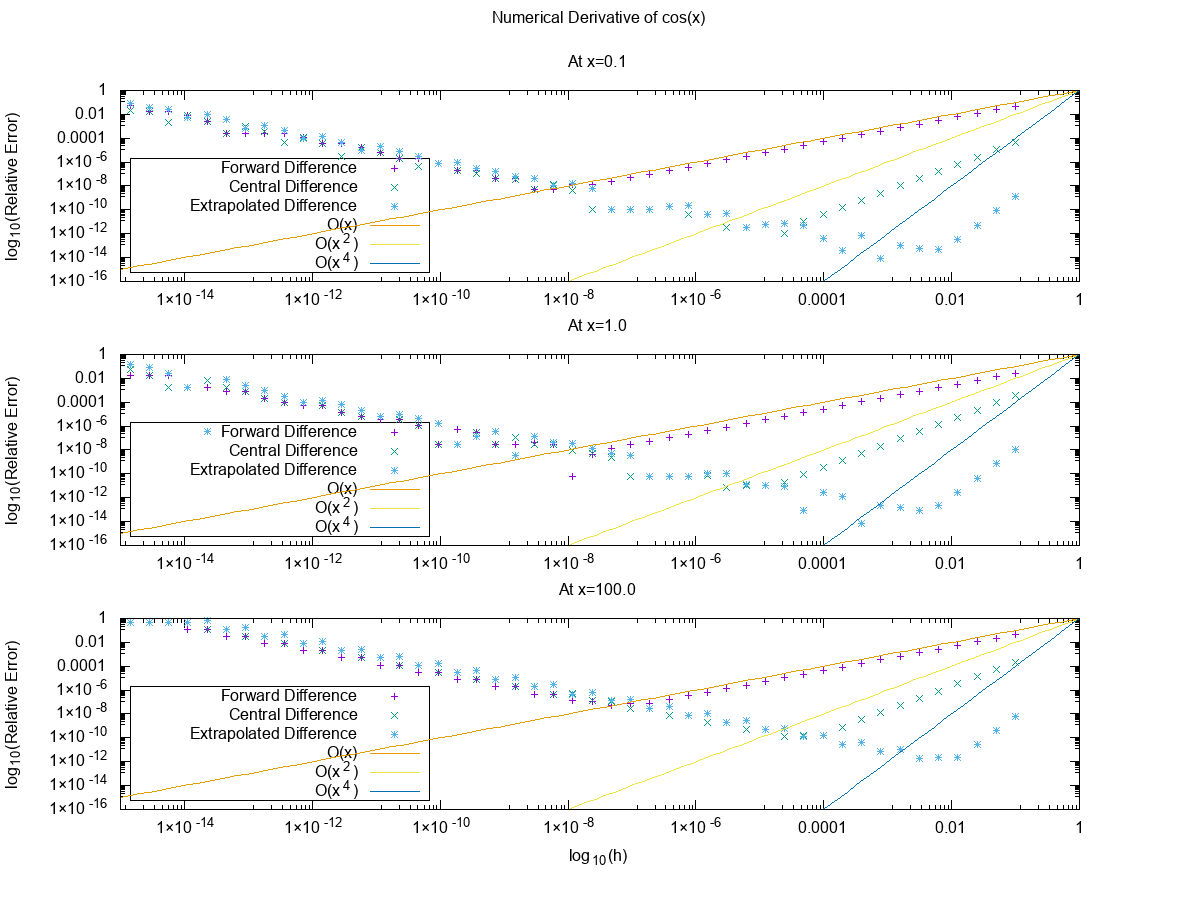 Numerical Derivative of cos(x)
At x=0.1
log10(Relative Error)
1
0.01
0.0001
1×10-6
1×10-8
1×10-10
1×10-12
1×10-14
1×10-16
Forward Difference
Central Difference
Extrapolated Difference
O(x)
O(x2)
O(x4)
1×10-14 1×10-12 1×10-10 1×10-8 1×10-6 0.0001 0.01 1
At x=1.0
log10(Relative Error)
1
0.01
0.0001
1×10-6
1×10-8
1×10-10
1×10-12
1×10-14
1×10-16
Forward Difference
Central Difference
Extrapolated Difference
O(x)
O(x2)
O(x4)
1×10-14 1×10-12 1×10-10 1×10-8 1×10-6 0.0001 0.01 1
At x=100.0
log10(Relative Error)
1
0.01
0.0001
1×10-6
1×10-8
1×10-10
1×10-12
1×10-14
1×10-16
Forward Difference
Central Difference
Extrapolated Difference
O(x)
O(x2)
O(x4)
1×10-14 1×10-12 1×10-10 1×10-8 1×10-6 0.0001 0.01 1
log10(h)